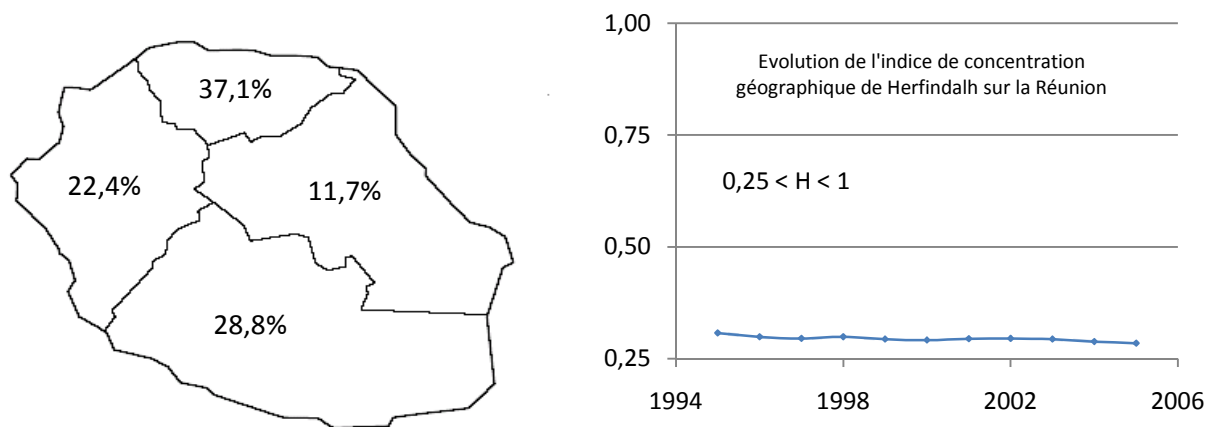 37,1%
22,4%
11,7%
28,8%
1,00
Evolution de l'indice de concentration
géographique de Herfindalh sur la Réunion
0,75
0,25 < H < 1
0,50
0,25
1994 1998 2002 2006